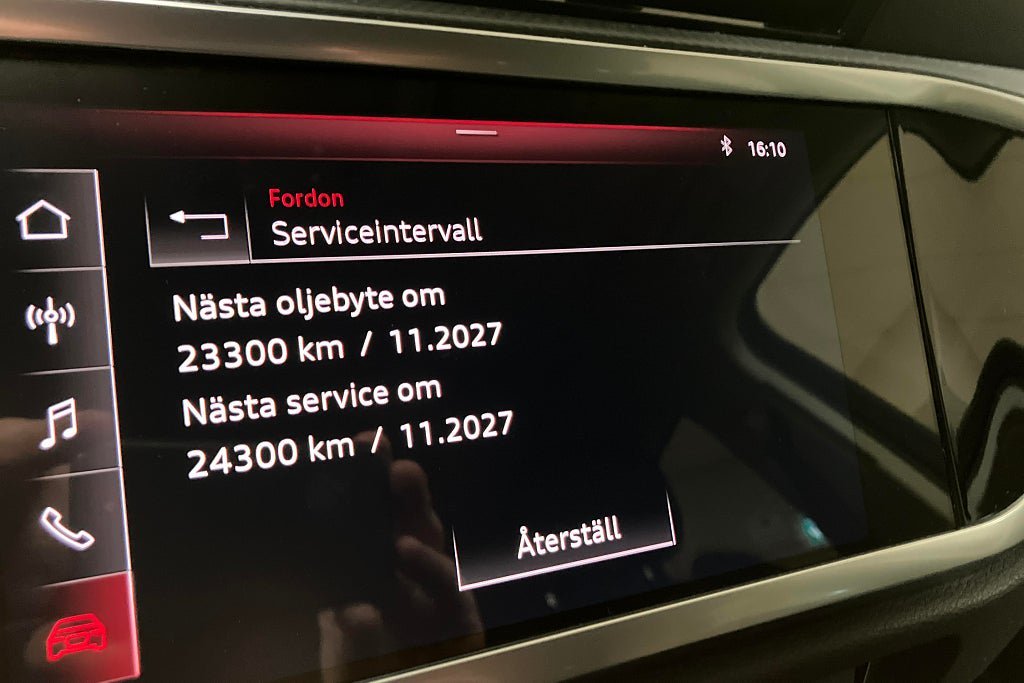 16:10
Fordon
Serviceintervall
Nästa oljebyte om
23300 km / 11.2027
Nästa service om
24300 km / 11.2027
Återställ